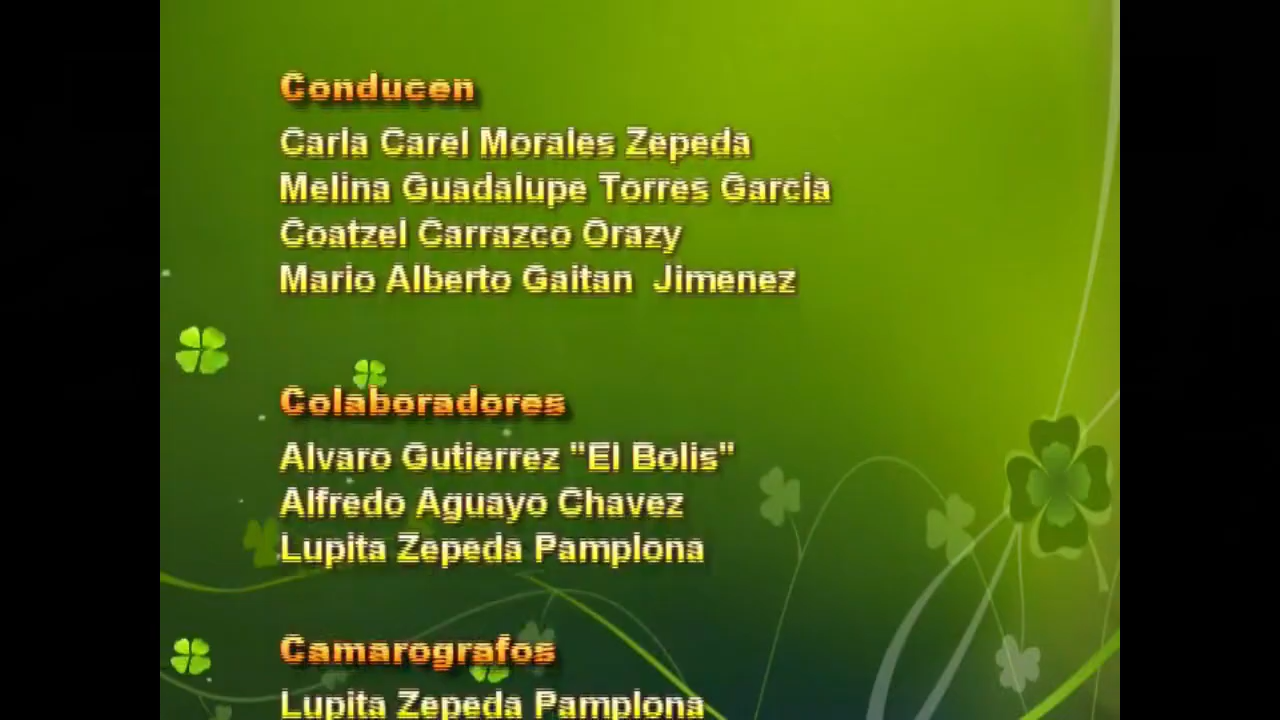 Conducen
Carla Carel Morales Zepeda
Melina Guadalupe Torres Garcia
Coatzel Carrazco Orazy
Mario Alberto Gaitan  Jimenez
Colaboradores
Alvaro Gutierrez "El Bolis"
Alfredo Aguayo Chavez
Lupita Zepeda Pamplona
Camarografos
Lupita Zepeda Pamplona